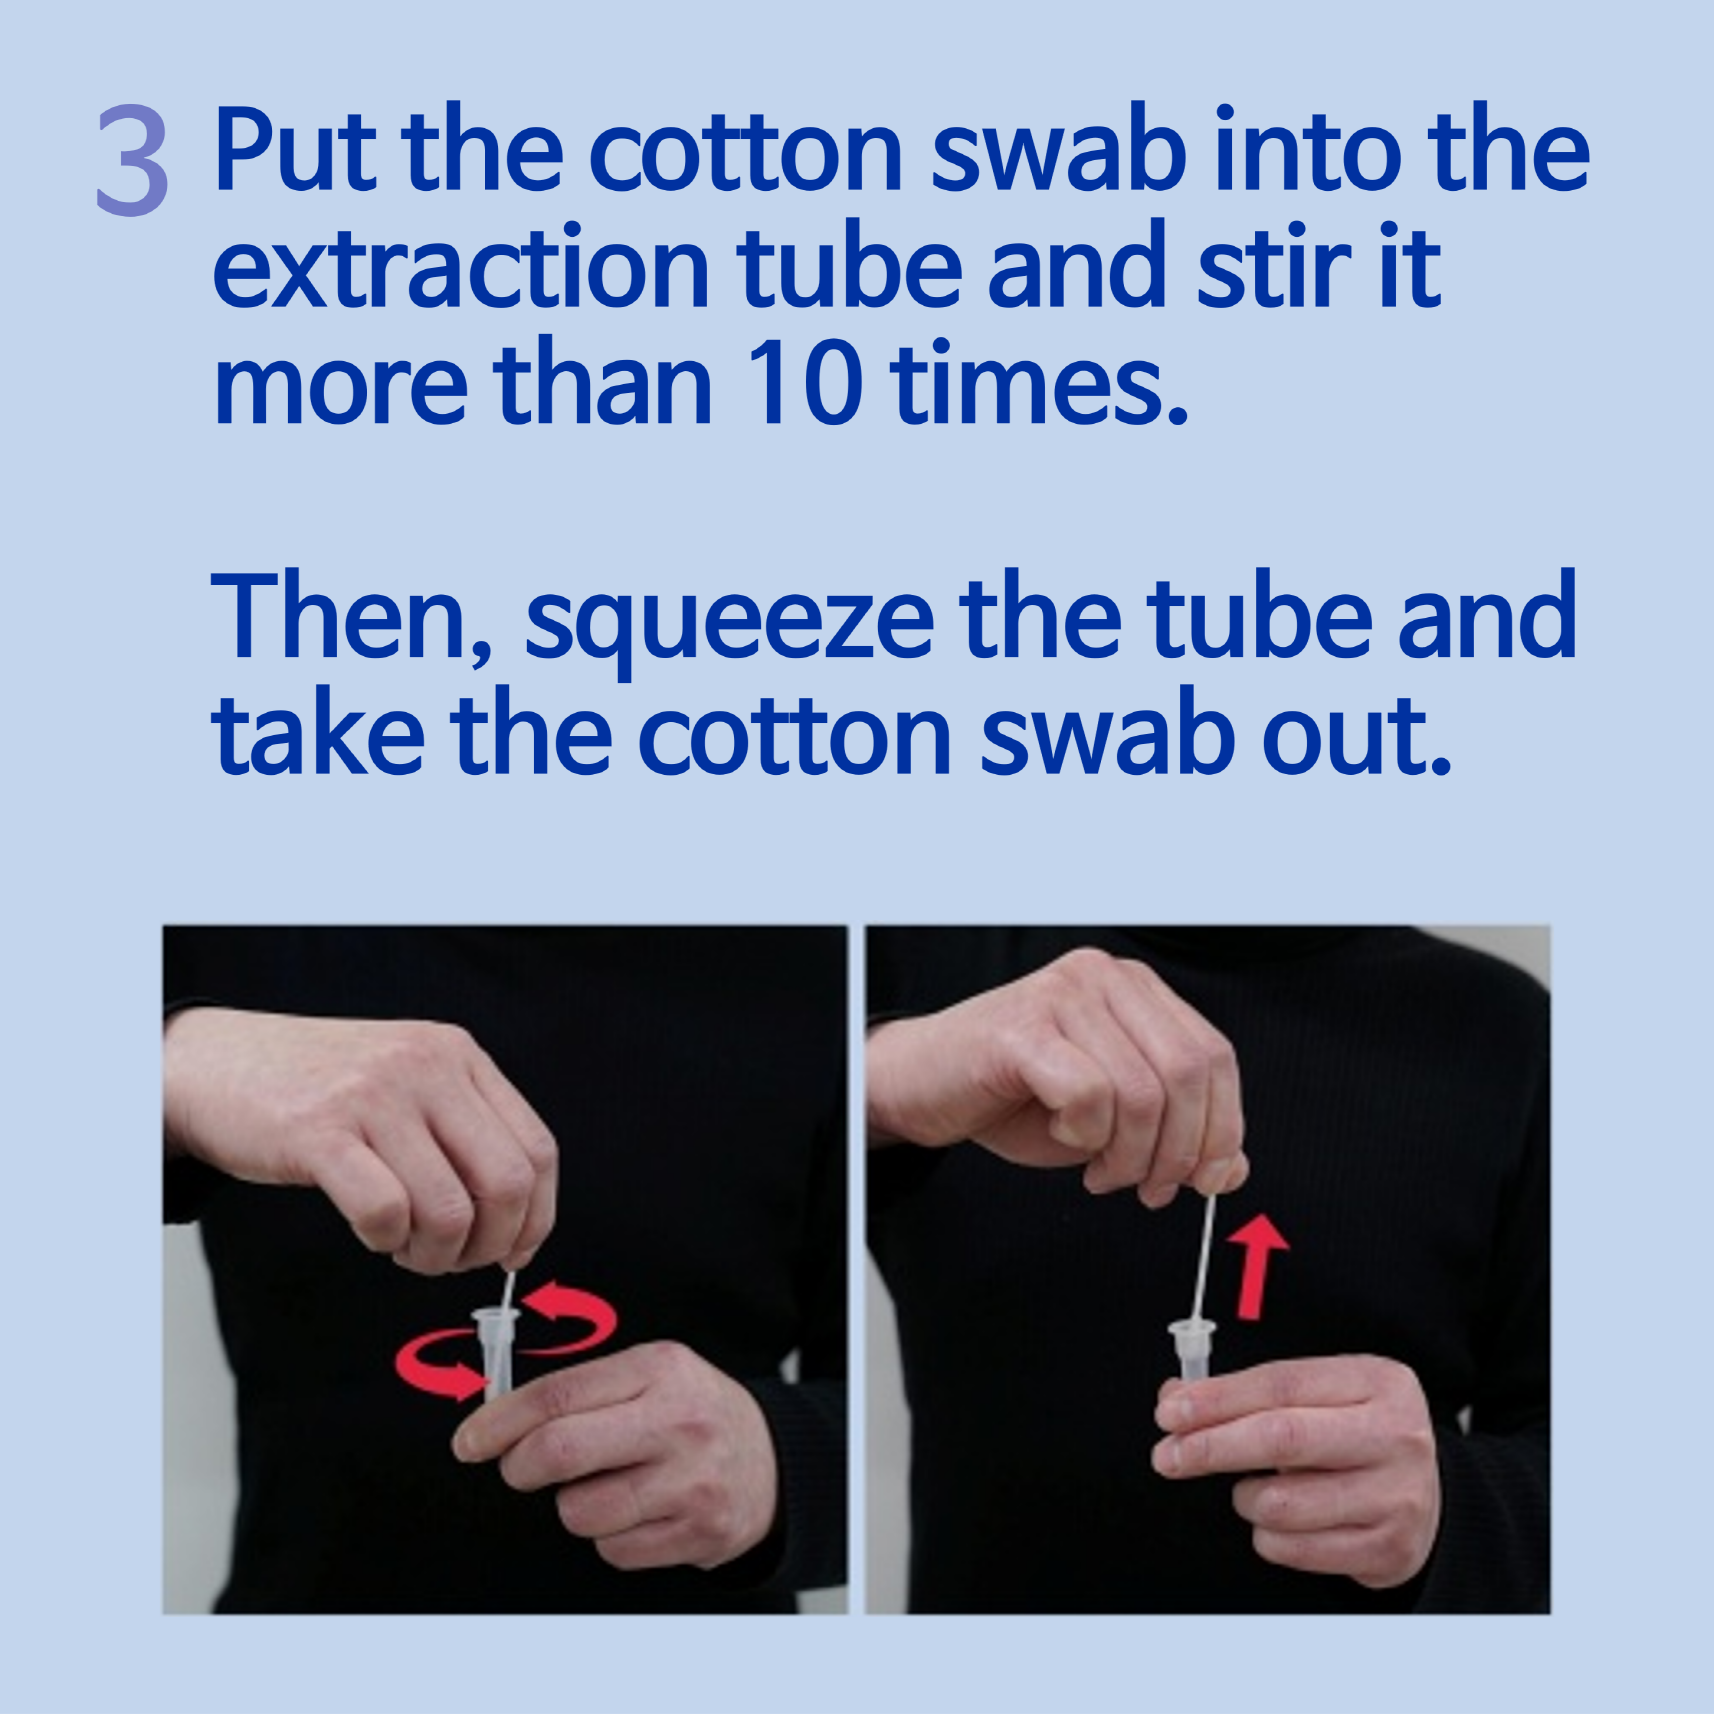 3 Put the cotton swab into the
extraction tube and stir it
more than 10 times.
Then, squeeze the tube and
take the cotton swab out.